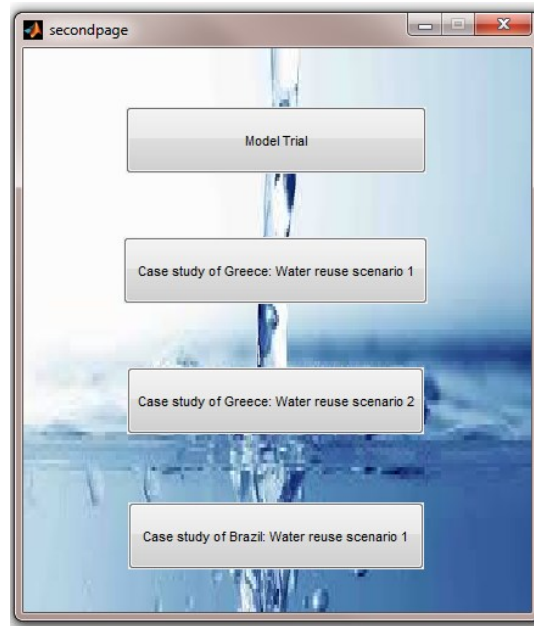 secondpage
Model Trial
Case study of Greece: Water reuse scenario 1
Case study of Greece: Water reuse scenario 2
Case study of Brazil: Water reuse scenario 1